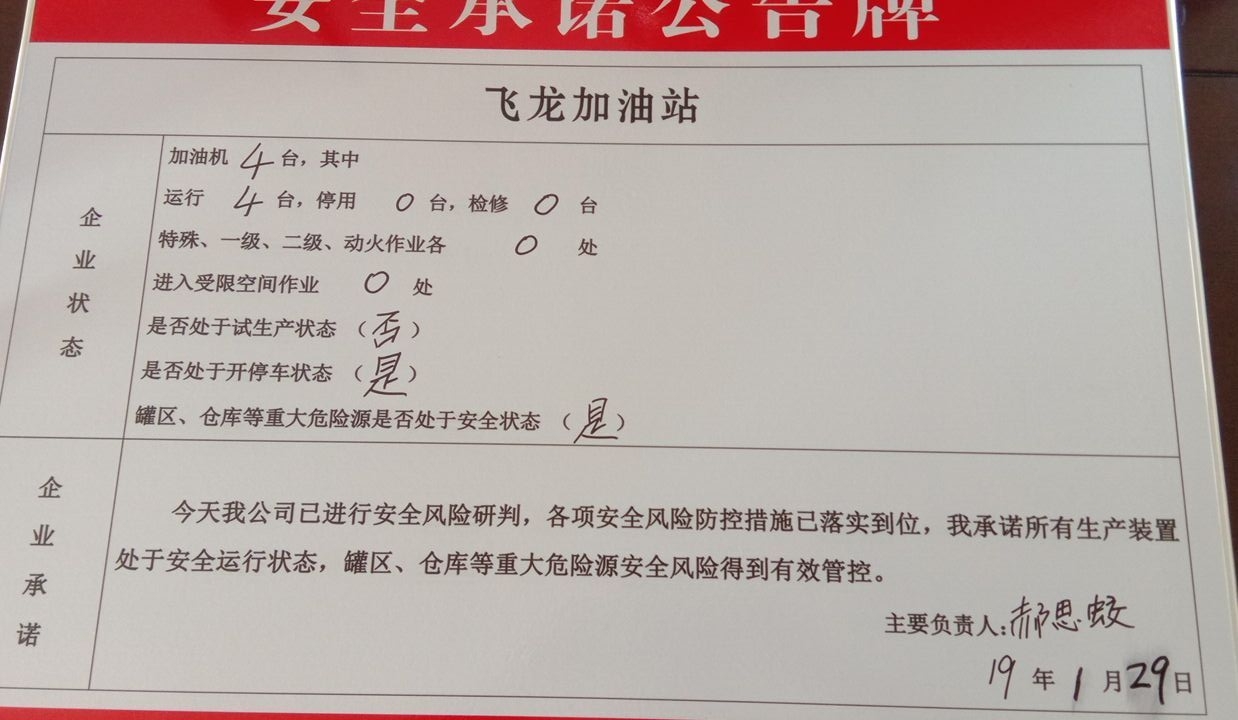 安全承诺公告牌
飞龙加油站
企业状态
加油机 4 台，其中
运行 4 台，停用 0 台，检修 0 台
特殊、一级、二级、动火作业各 0 处
进入受限空间作业 0 处
是否处于试生产状态（否）
是否处于开停车状态（是）
罐区、仓库等重大危险源是否处于安全状态（是）
企业承诺
今天我公司已进行安全风险研判，各项安全风险防控措施已落实到位，我承诺所有生产装置
处于安全运行状态，罐区、仓库等重大危险源安全风险得到有效管控。
主要负责人：郝思蛟
19 年 1 月 29 日